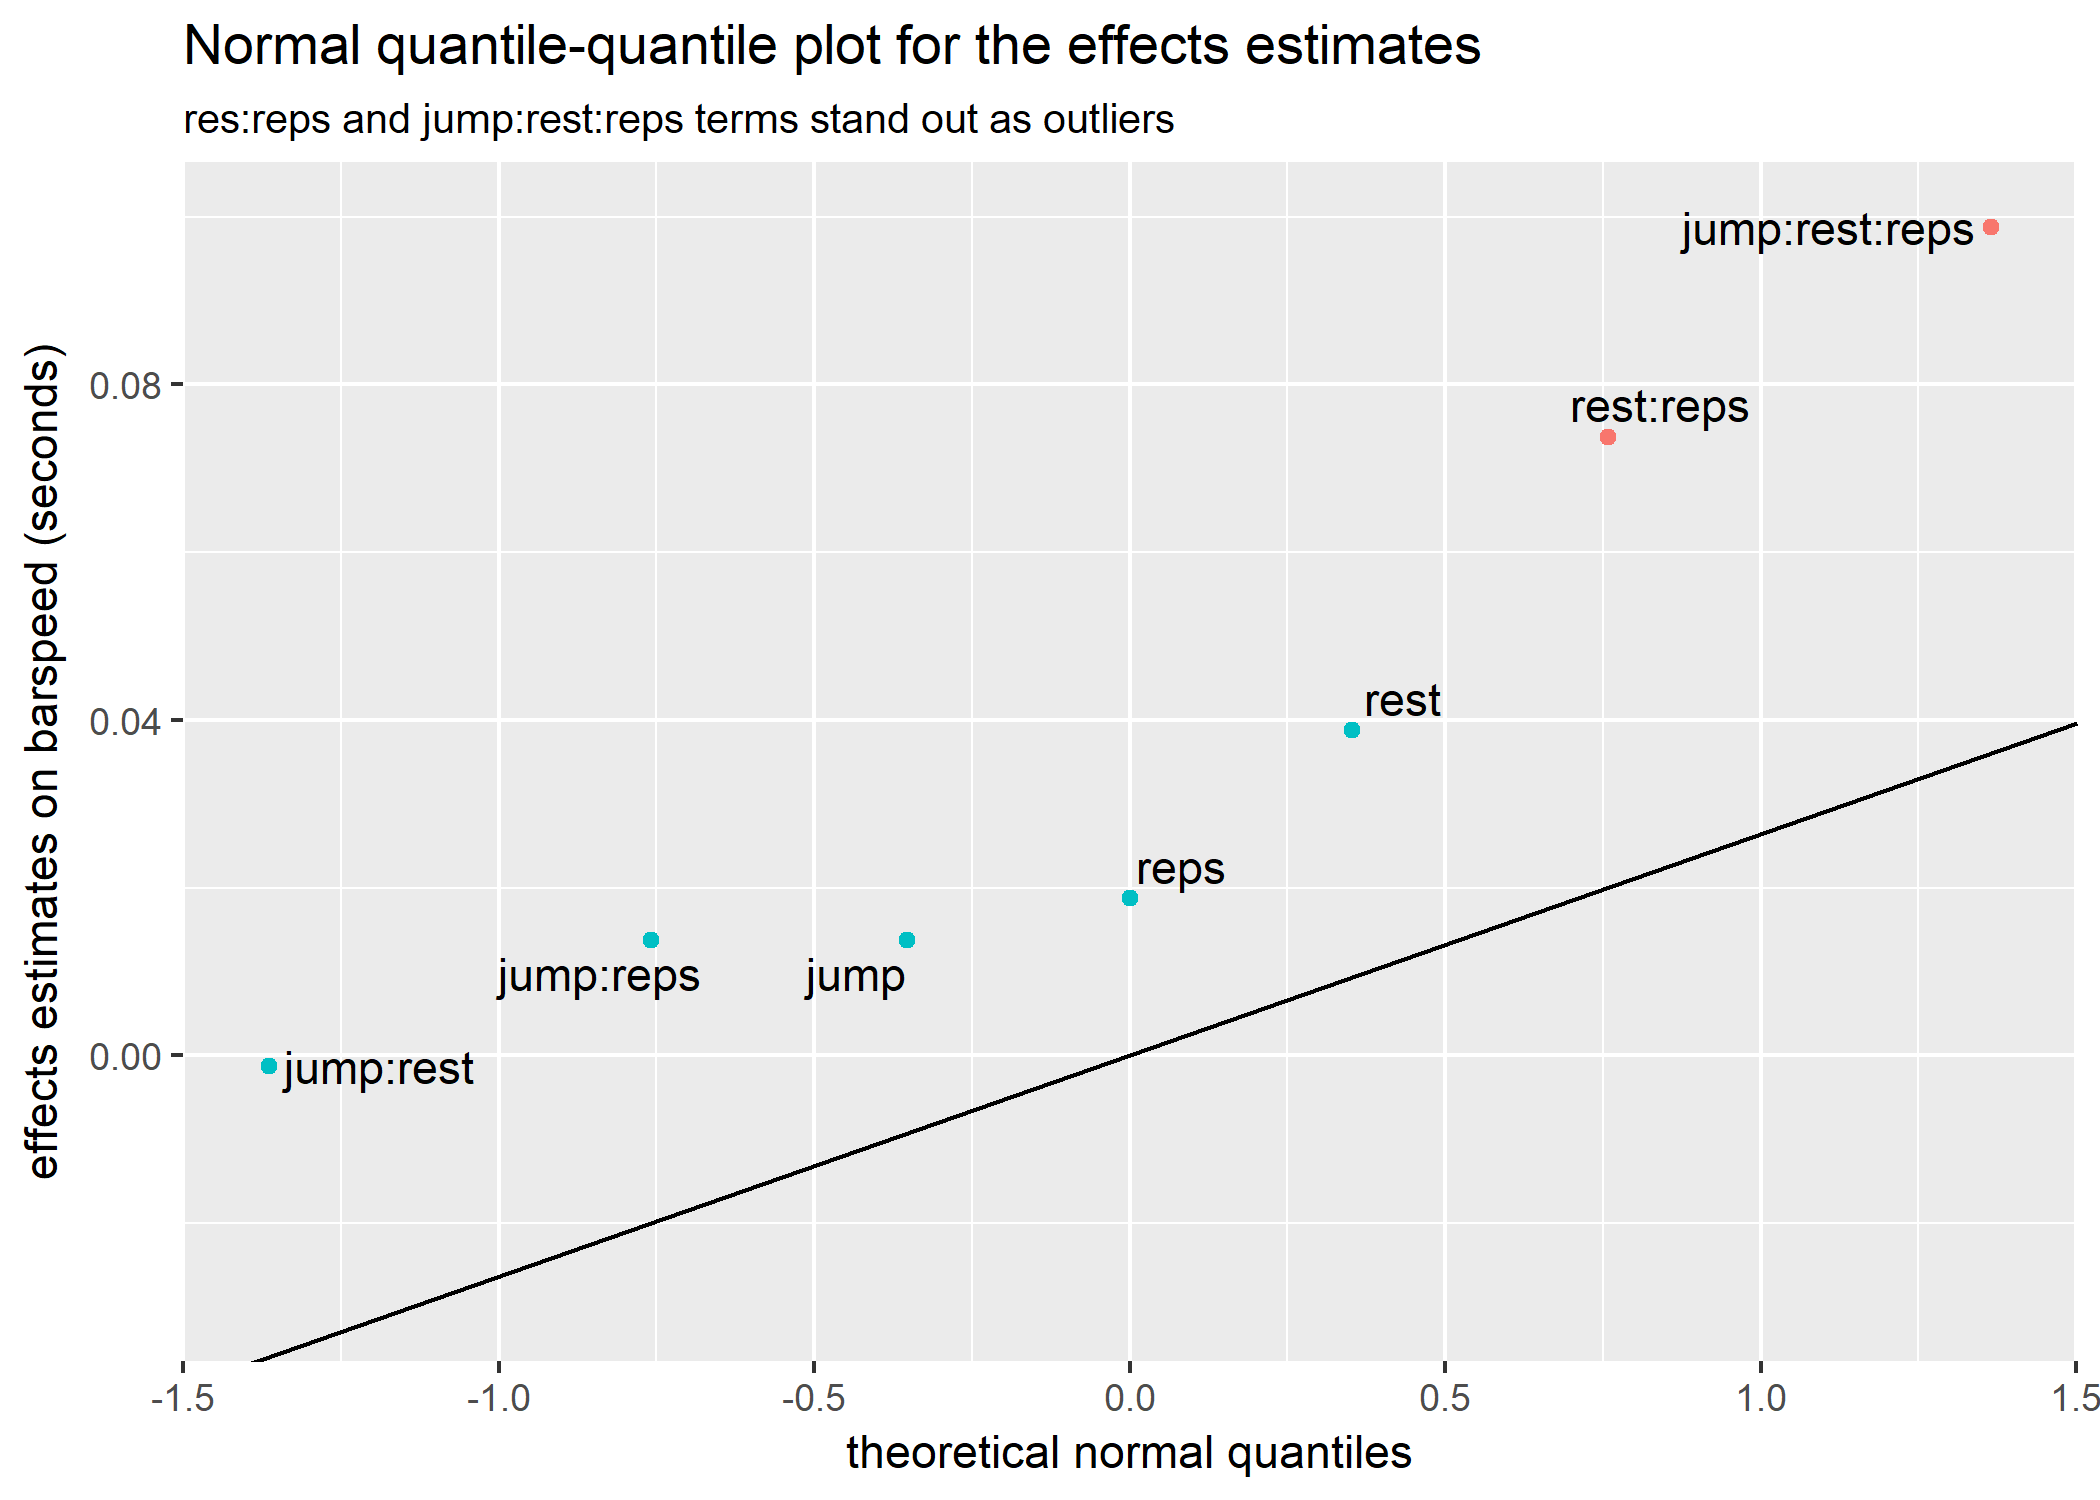 Normal quantile-quantile plot for the effects estimates
res:reps and jump:rest:reps terms stand out as outliers
jump:rest:reps
rest:reps
rest
reps
jump:reps
jump
jump:rest
effects estimates on barspeed (seconds)
0.08
0.04
0.00
-1.5
-1.0
-0.5
0.0
0.5
1.0
1.5
theoretical normal quantiles